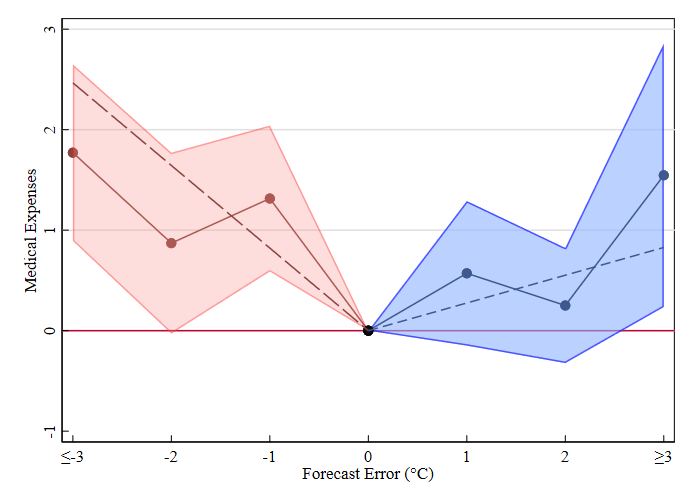 3
2
1
0
-1
Medical Expenses
≤-3 -2 -1 0 1 2 ≥3
Forecast Error (°C)